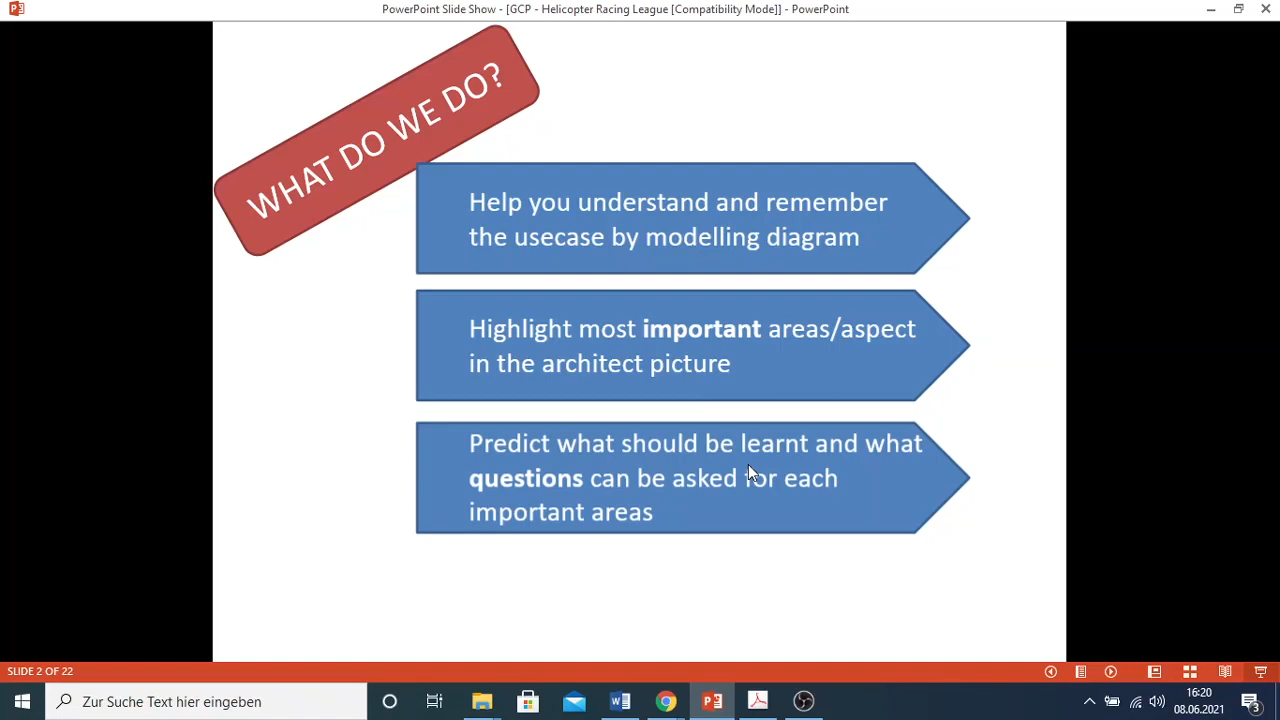 PowerPoint Slide Show - [GCP - Helicopter Racing League [Compatibility Mode]] - PowerPoint
WHAT DO WE DO?
Help you understand and remember
the usecase by modelling diagram
Highlight most important areas/aspect
in the architect picture
Predict what should be learnt and what
questions can be asked for each
important areas
SLIDE 2 OF 22
Zur Suche Text hier eingeben
16:20
08.06.2021
3